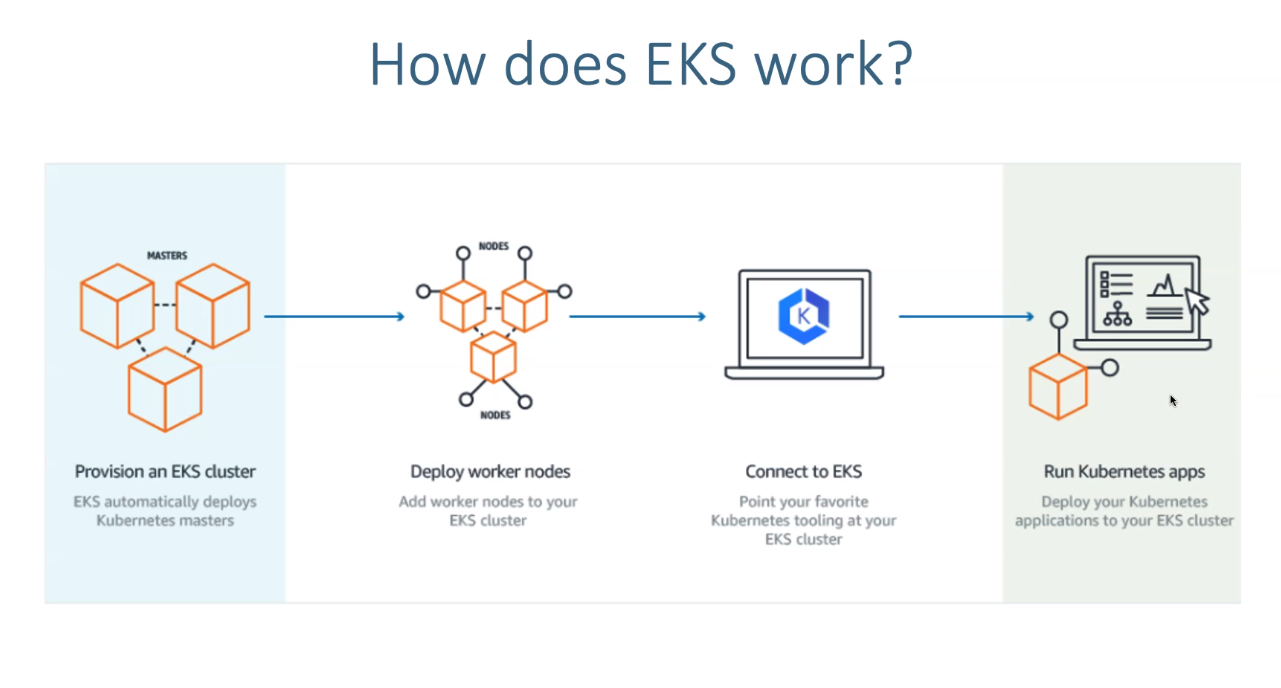 How does EKS work?
MASTERS
NODES
NODES
K
Provision an EKS cluster
EKS automatically deploys
Kubernetes masters
Deploy worker nodes
Add worker nodes to your
EKS cluster
Connect to EKS
Point your favorite
Kubernetes tooling at your
EKS cluster
Run Kubernetes apps
Deploy your Kubernetes
applications to your EKS cluster